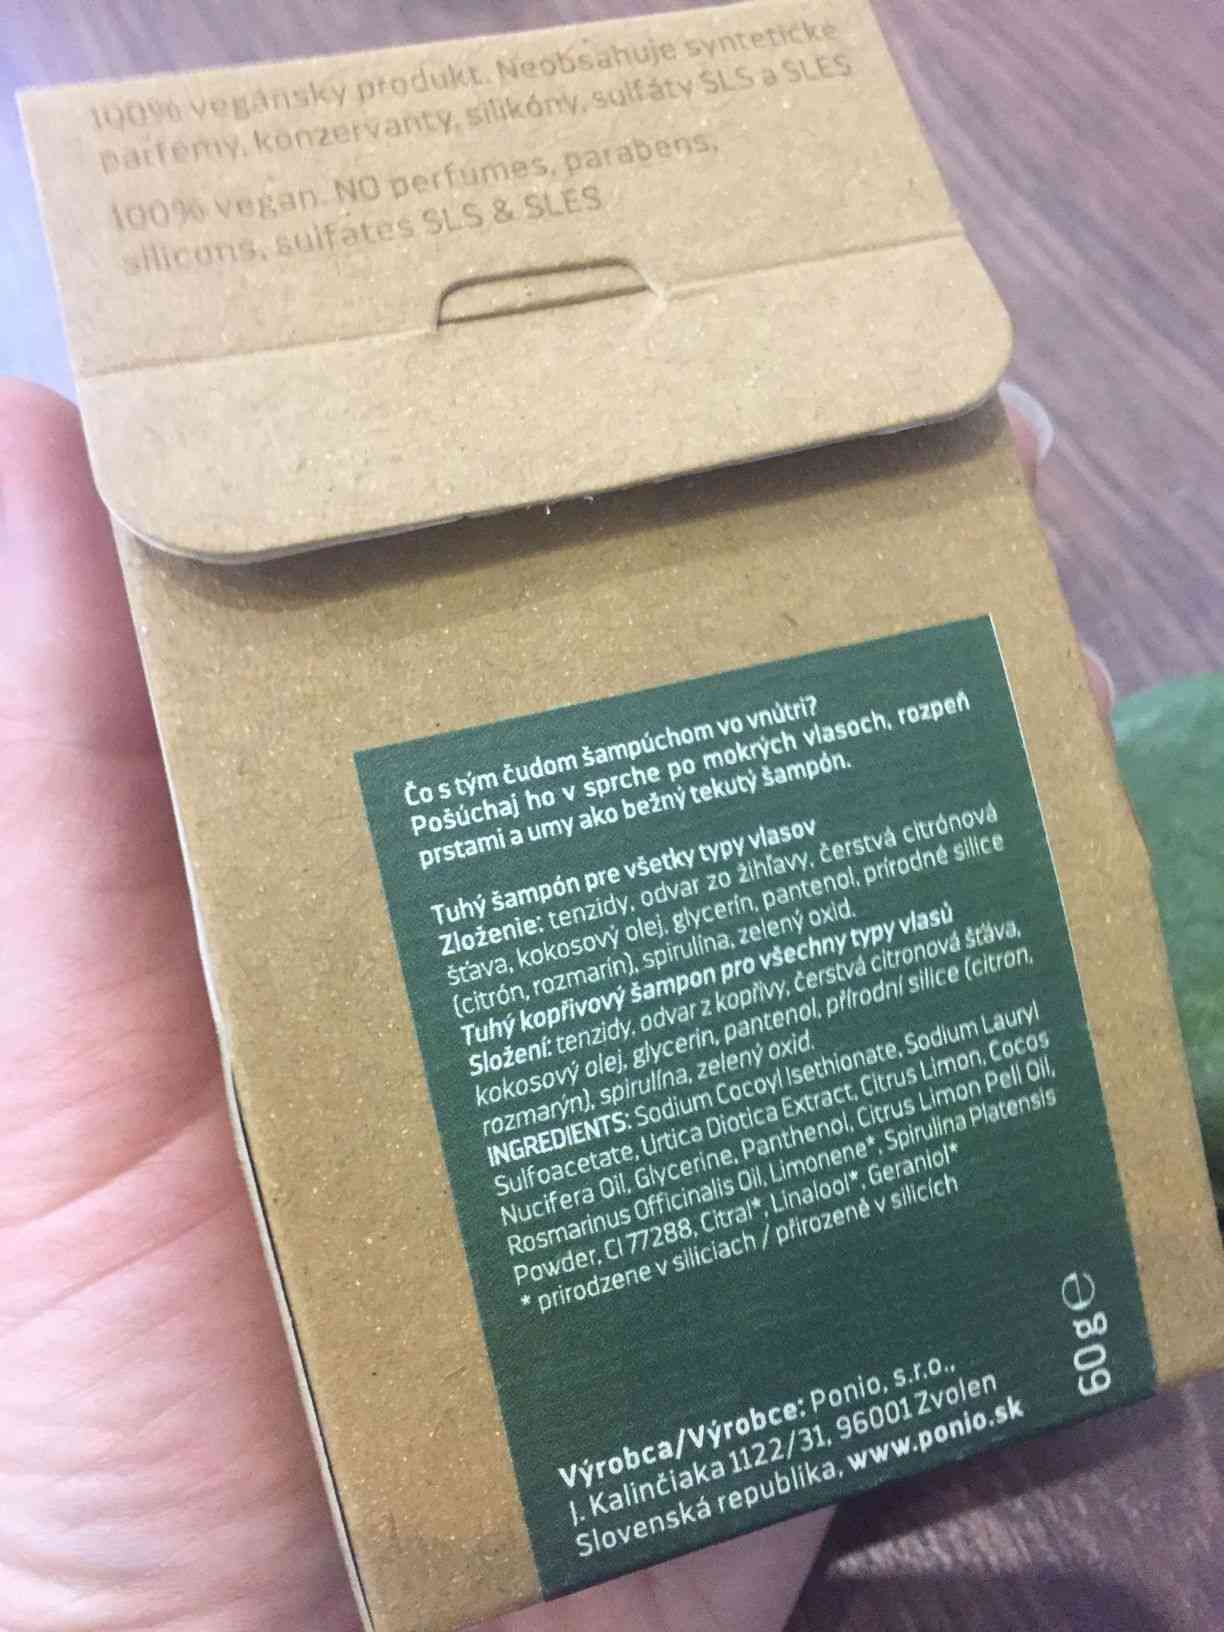 100% vegánsky produkt. Neobsahuje syntetické
parfémy, konzervanty, silikóny, sulfáty SLS a SLES
100% vegan. NO perfumes, parabens,
silicons, sulfates SLS & SLES
Čo s tým čudom šampúchom vo vnútri?
Pošúchaj ho v sprche po mokrých vlasoch, rozpeň
prstami a umy ako bežný tekutý šampón.
Tuhý šampón pre všetky typy vlasov
Zloženie: tenzidy, odvar zo žihľavy, čerstvá citrónová
šťava, kokosový olej, glycerín, pantenol, prírodné silice
(citrón, rozmarín), spirulína, zelený oxid.
Tuhý kopřivový šampon pro všechny typy vlasů
Složení: tenzidy, odvar z kopřivy, čerstvá citronová šťáva,
kokosový olej, glycerín, pantenol, přírodní silice (citron,
rozmarýn), spirulína, zelený oxid.
INGREDIENTS: Sodium Cocoyl Isethionate, Sodium Lauryl
Sulfoacetate, Urtica Diotica Extract, Citrus Limon, Cocos
Nucifera Oil, Glycerine, Panthenol, Citrus Limon Pell Oil,
Rosmarinus Officinalis Oil, Limonene*, Spirulina Platensis
Powder, CI 77288, Citral*, Linalool*, Geraniol*
* prirodzene v siliciach / přirozeně v silicích
60g℮
Výrobca/Výrobce: Ponio, s.r.o.,
J. Kalinčiaka 1122/31, 96001 Zvolen
Slovenská republika, www.ponio.sk